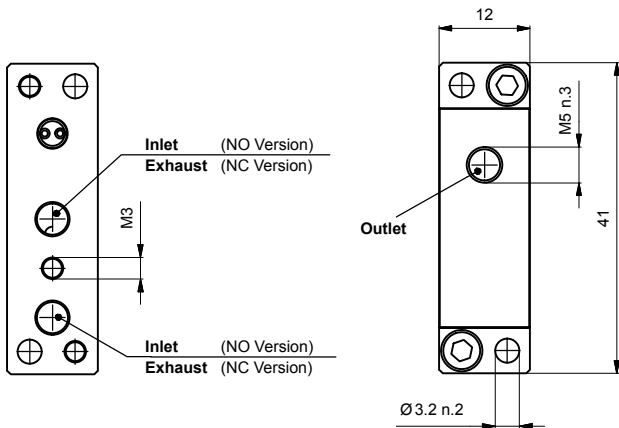 12
Inlet (NO Version)
Exhaust (NC Version)
M3
M5 n.3
Outlet
41
Inlet (NO Version)
Exhaust (NC Version)
Ø3.2 n.2